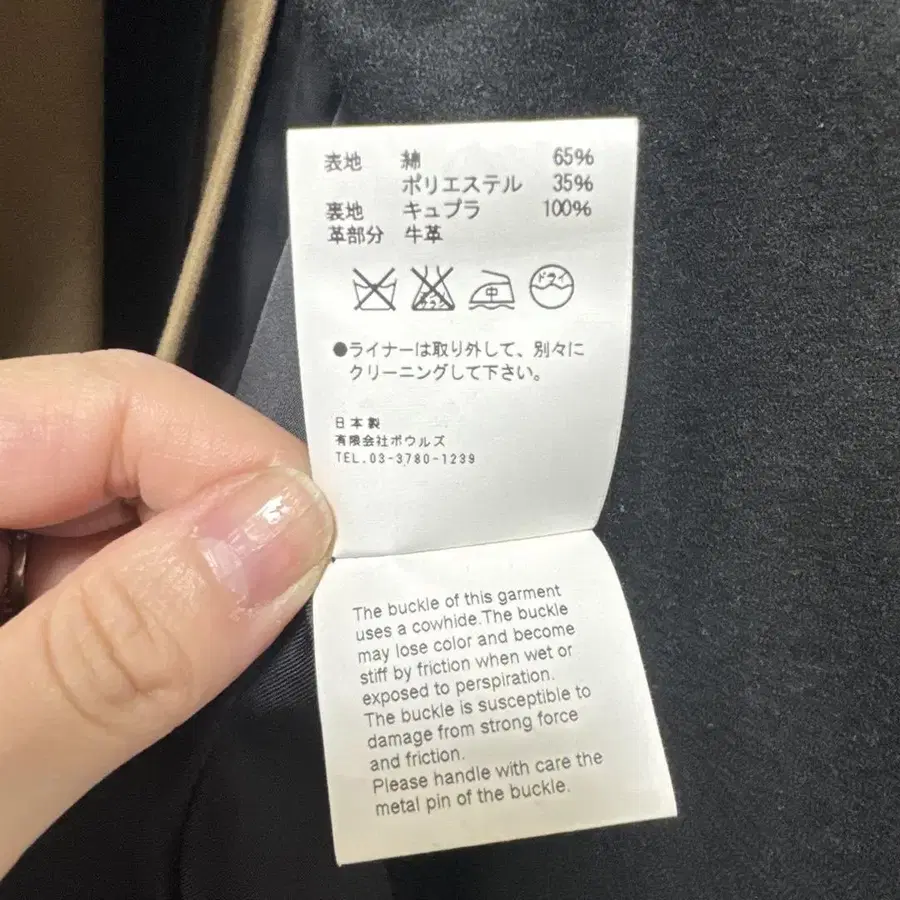 表地 綿 65%
ポリエステル 35%
裏地 キュプラ 100%
革部分 牛革
中 ドライ
●ライナーは取り外して、別々に
クリーニングして下さい。
日本製
有限会社ボウルズ
TEL.03-3780-1239
The buckle of this garment
uses a cowhide.The buckle
may lose color and become
stiff by friction when wet or
exposed to perspiration.
The buckle is susceptible to
damage from strong force
and friction.
Please handle with care the
metal pin of the buckle.